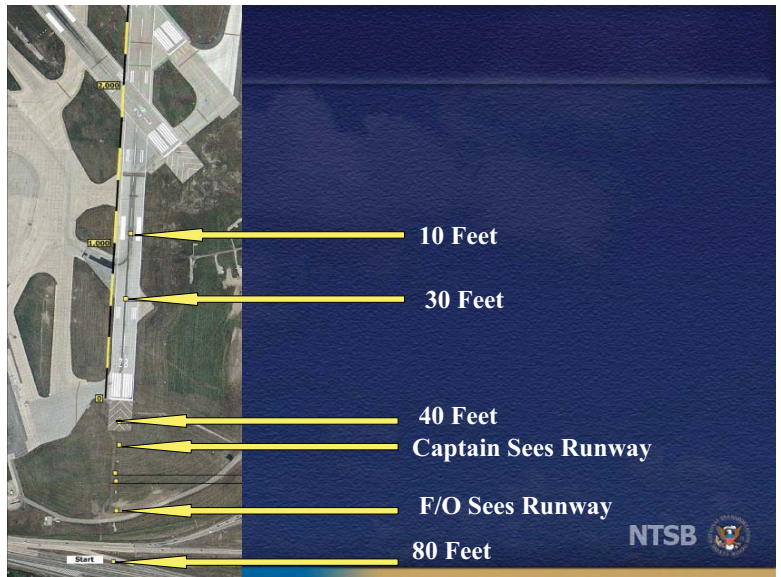 2,000
10 Feet
1,000
30 Feet
23
0
40 Feet
Captain Sees Runway
F/O Sees Runway
NTSB
80 Feet
Start